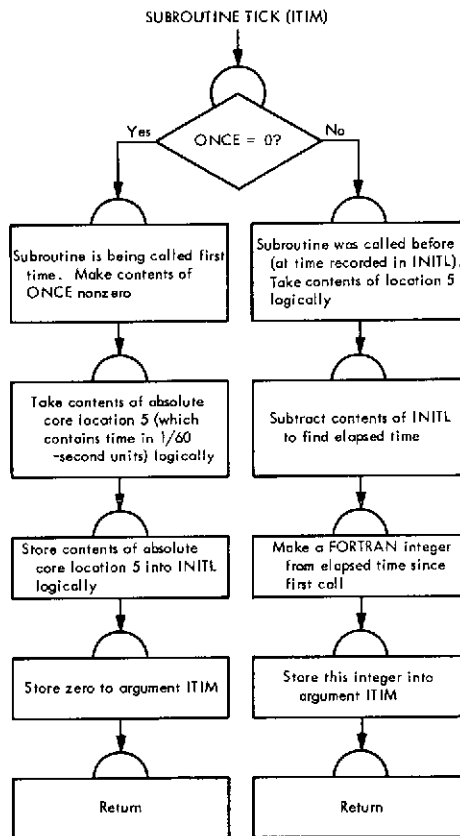 SUBROUTINE TICK (ITIM)
ONCE = 0?
Yes
No
Subroutine is being called first
time. Make contents of
ONCE nonzero
Take contents of absolute
core location 5 (which
contains time in 1/60
-second units) logically
Store contents of absolute
core location 5 into INITL
logically
Store zero to argument ITIM
Return
Subroutine was called before
(at time recorded in INITL).
Take contents of location 5
logically
Subtract contents of INITL
to find elapsed time
Make a FORTRAN integer
from elapsed time since
first call
Store this integer into
argument ITIM
Return